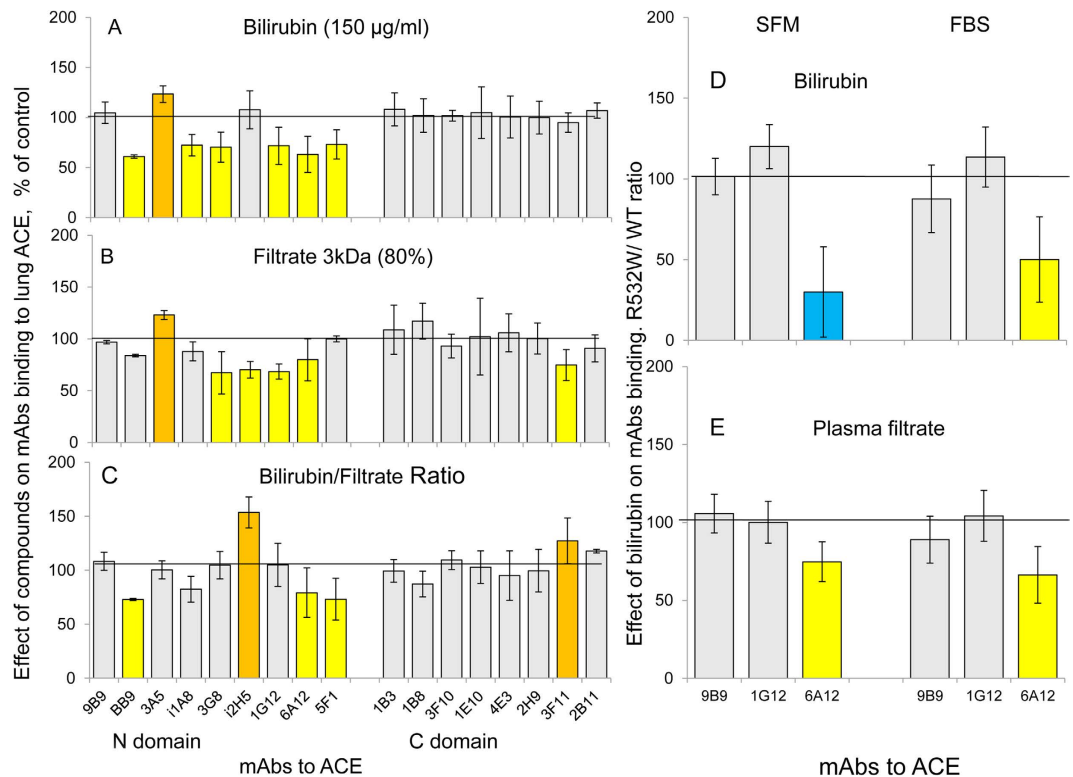 Effect of compounds on mAbs binding to lung ACE, % of control
A
Bilirubin (150 µg/ml)
200
150
100
50
0
B
Filtrate 3kDa (80%)
200
150
100
50
0
C
Bilirubin/Filtrate Ratio
200
150
100
50
0
9B9
BB9
3A5
i1A8
3G8
i2H5
1G12
6A12
5F1
1B3
1B8
3F10
1E10
4E3
2H9
3F11
2B11
N domain
C domain
mAbs to ACE
Effect of bilirubin on mAbs binding. R532W/ WT ratio
SFM
FBS
D
Bilirubin
200
150
100
50
0
E
Plasma filtrate
200
150
100
50
0
9B9
1G12
6A12
9B9
1G12
6A12
mAbs to ACE